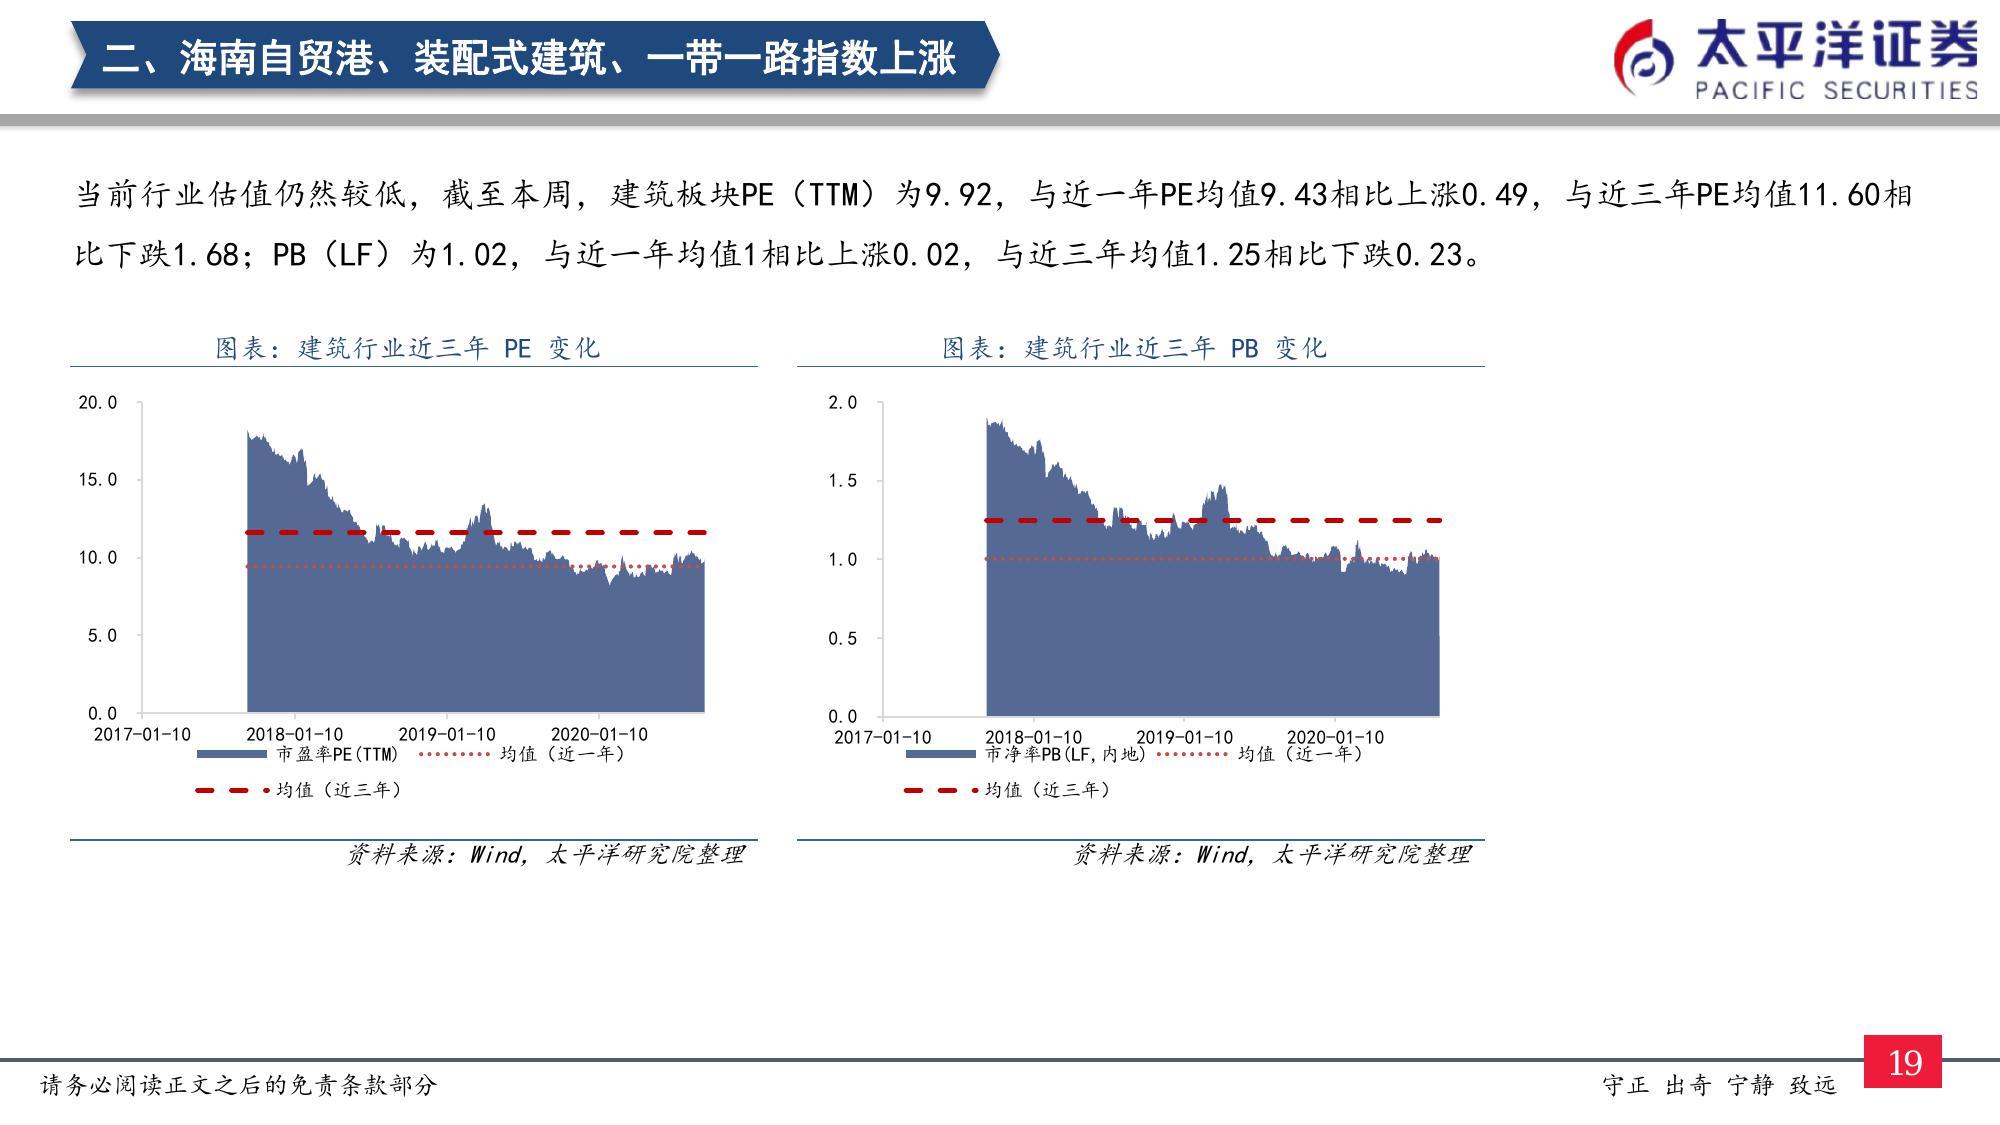 二、海南自贸港、装配式建筑、一带一路指数上涨
太平洋证券
PACIFIC SECURITIES
当前行业估值仍然较低，截至本周，建筑板块PE（TTM）为9.92，与近一年PE均值9.43相比上涨0.49，与近三年PE均值11.60相
比下跌1.68；PB（LF）为1.02，与近一年均值1相比上涨0.02，与近三年均值1.25相比下跌0.23。
图表：建筑行业近三年 PE 变化
20.0
15.0
10.0
5.0
0.0
2017-01-10 2018-01-10 2019-01-10 2020-01-10
市盈率PE(TTM) 均值（近一年）
均值（近三年）
资料来源：Wind，太平洋研究院整理
图表：建筑行业近三年 PB 变化
2.0
1.5
1.0
0.5
0.0
2017-01-10 2018-01-10 2019-01-10 2020-01-10
市净率PB(LF,内地) 均值（近一年）
均值（近三年）
资料来源：Wind，太平洋研究院整理
请务必阅读正文之后的免责条款部分
守正 出奇 宁静 致远
19